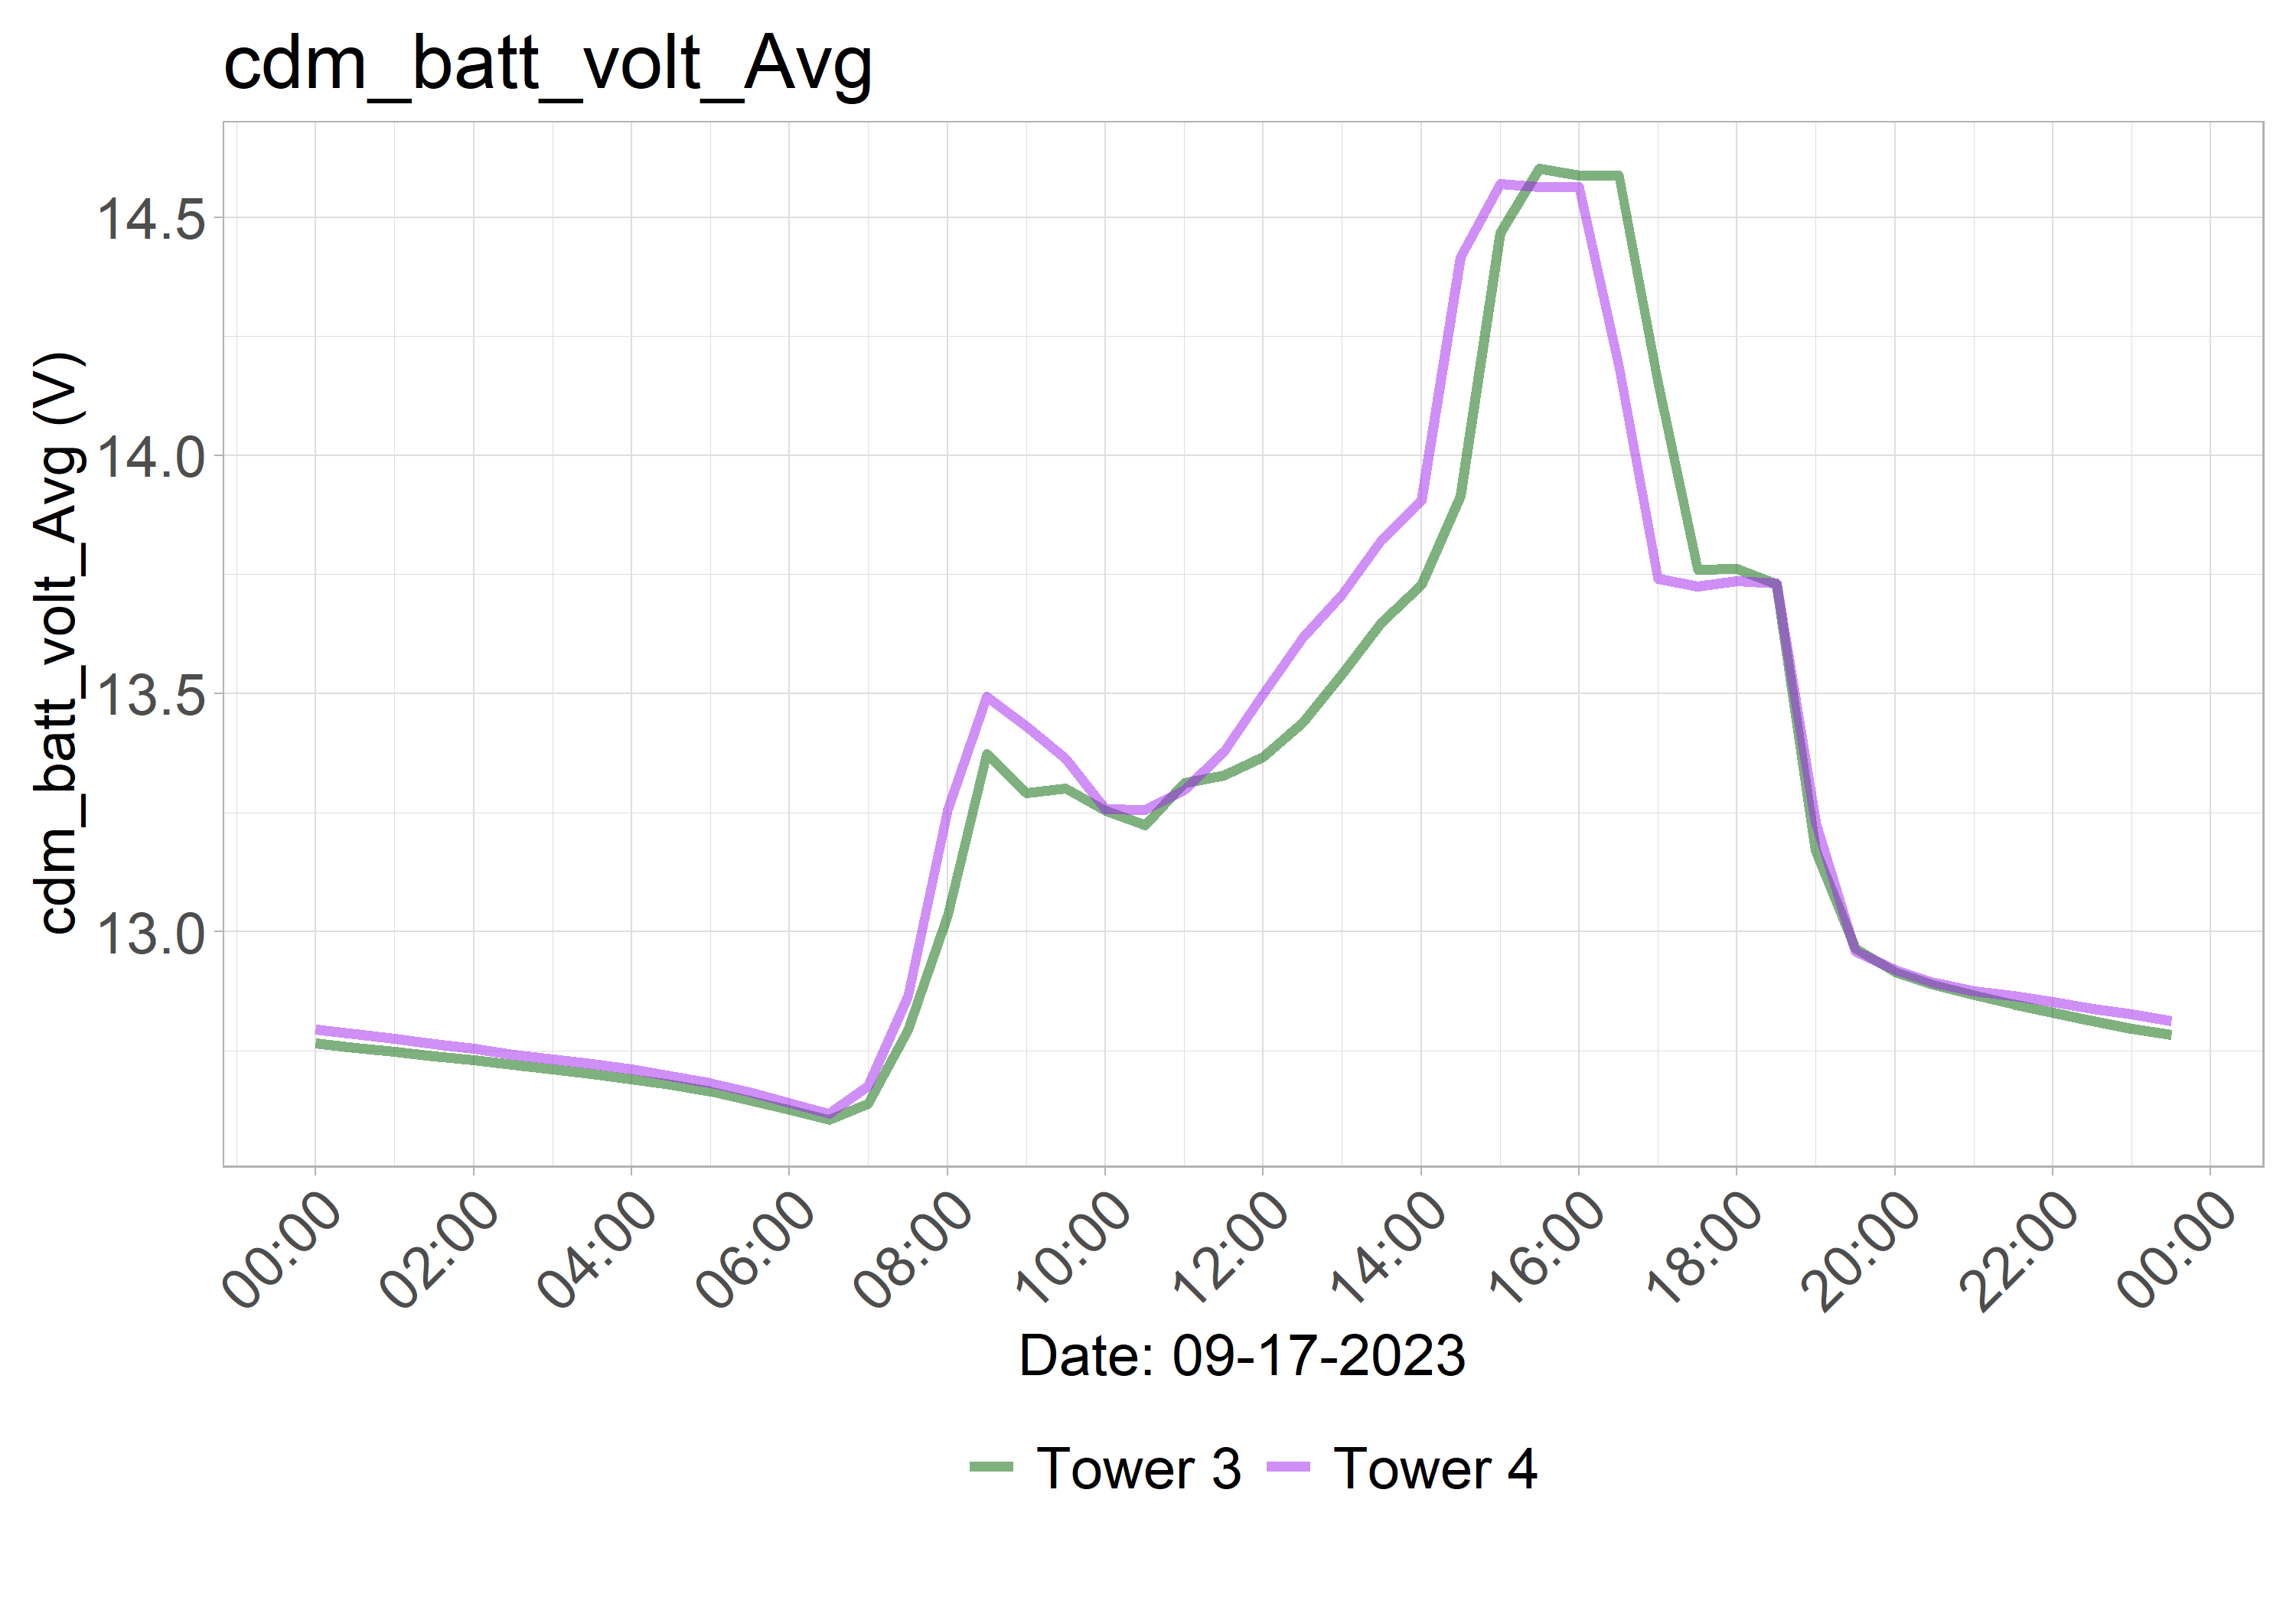 cdm_batt_volt_Avg
cdm_batt_volt_Avg (V)
14.5
14.0
13.5
13.0
00:00 02:00 04:00 06:00 08:00 10:00 12:00 14:00 16:00 18:00 20:00 22:00 00:00
Date: 09-17-2023
Tower 3 Tower 4